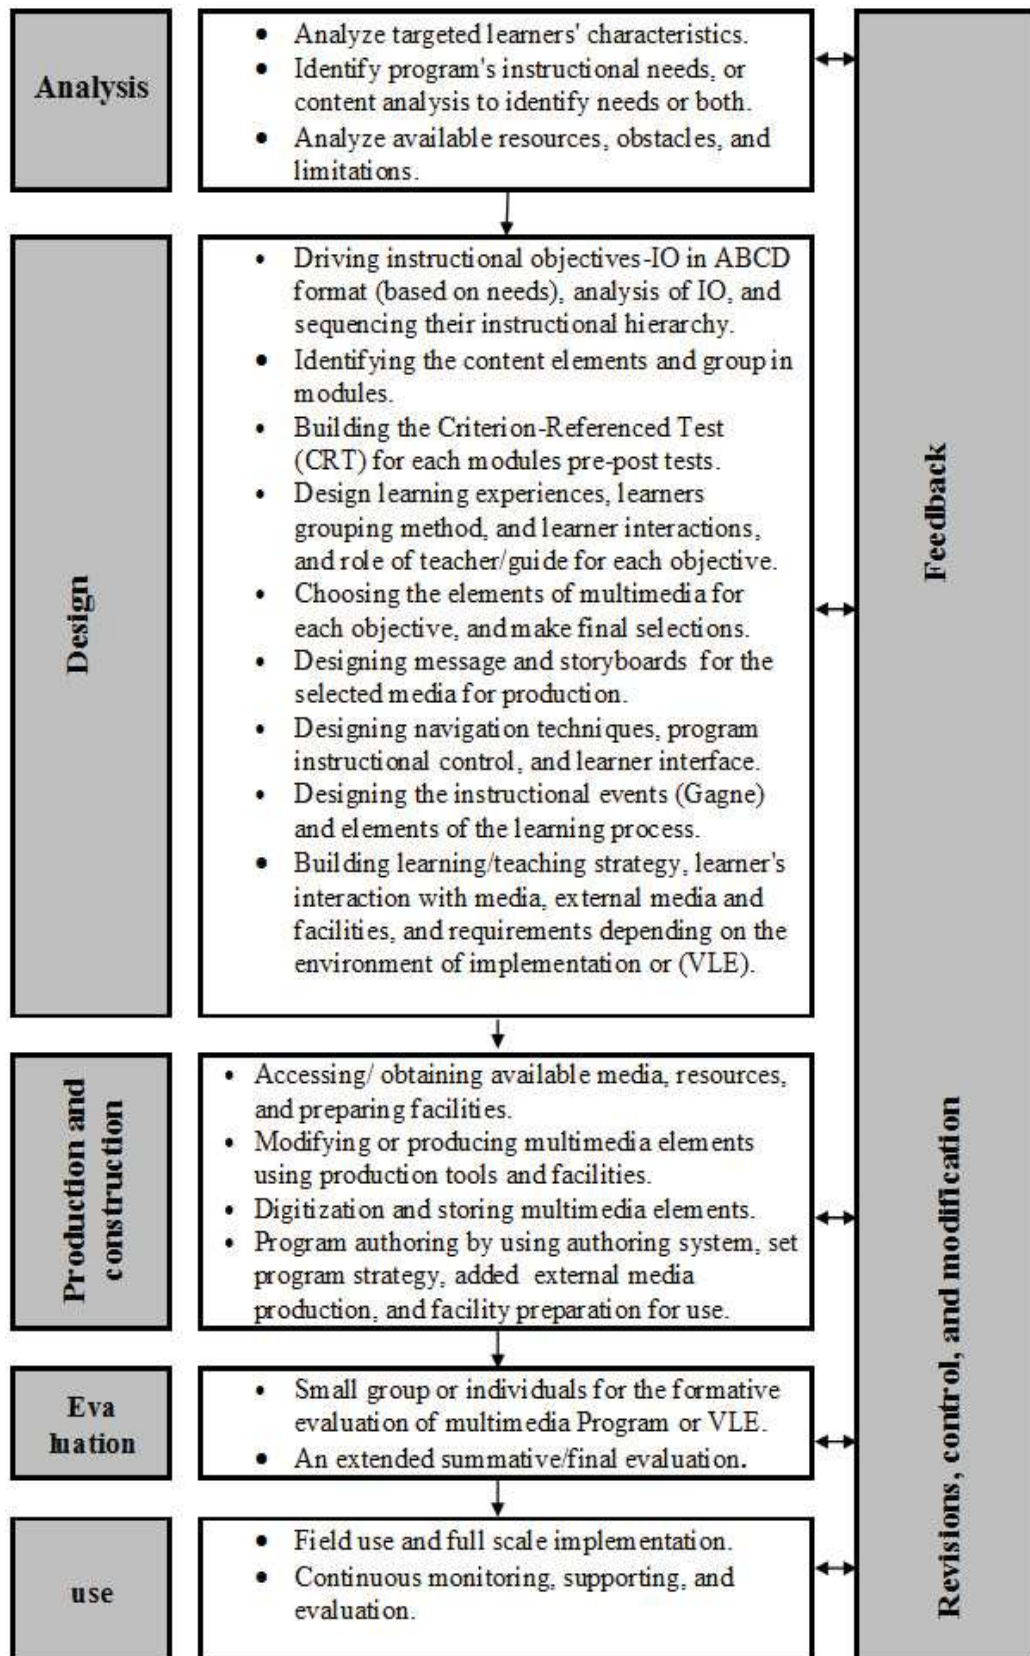 Analysis
• Analyze targeted learners' characteristics.
• Identify program's instructional needs, or
content analysis to identify needs or both.
• Analyze available resources, obstacles, and
limitations.
Design
• Driving instructional objectives-IO in ABCD
format (based on needs), analysis of IO, and
sequencing their instructional hierarchy.
• Identifying the content elements and group in
modules.
• Building the Criterion-Referenced Test
(CRT) for each modules pre-post tests.
• Design learning experiences, learners
grouping method, and learner interactions,
and role of teacher/guide for each objective.
• Choosing the elements of multimedia for
each objective, and make final selections.
• Designing message and storyboards for the
selected media for production.
• Designing navigation techniques, program
instructional control, and learner interface.
• Designing the instructional events (Gagne)
and elements of the learning process.
• Building learning/teaching strategy, learner's
interaction with media, external media and
facilities, and requirements depending on the
environment of implementation or (VLE).
Production and
construction
• Accessing/ obtaining available media, resources,
and preparing facilities.
• Modifying or producing multimedia elements
using production tools and facilities.
• Digitization and storing multimedia elements.
• Program authoring by using authoring system, set
program strategy, added external media
production, and facility preparation for use.
Eva
luation
• Small group or individuals for the formative
evaluation of multimedia Program or VLE.
• An extended summative/final evaluation.
use
• Field use and full scale implementation.
• Continuous monitoring, supporting, and
evaluation.
Feedback
Revisions, control, and modification